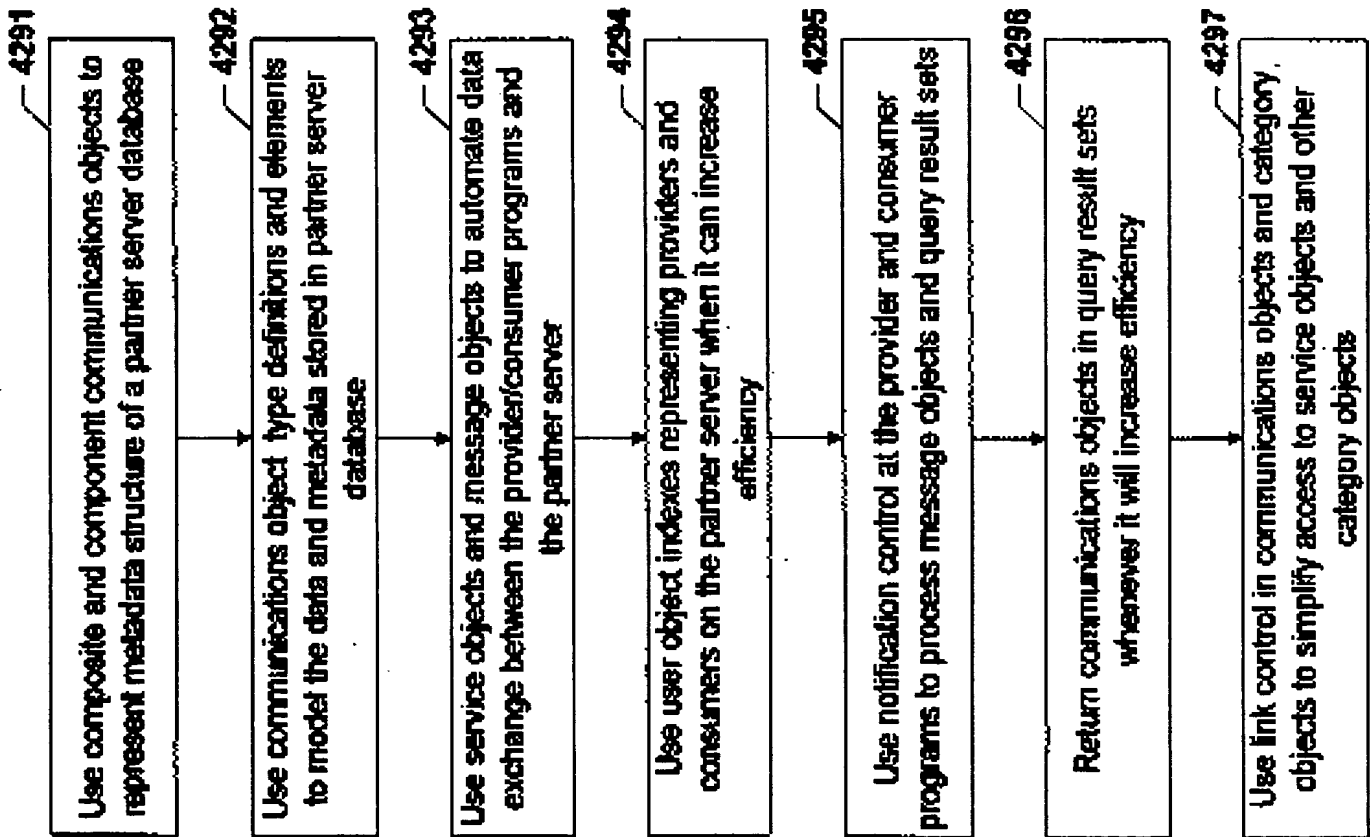 4291
Use composite and component communications objects to
represent metadata structure of a partner server database
4292
Use communications object type definitions and elements
to model the data and metadata stored in partner server
database
4293
Use service objects and message objects to automate data
exchange between the provider/consumer programs and
the partner server
4294
Use user object indexes representing providers and
consumers on the partner server when it can increase
efficiency
4295
Use notification control at the provider and consumer
programs to process message objects and query result sets
4296
Return communications objects in query result sets
whenever it will increase efficiency
4297
Use link control in communications objects and category,
objects to simplify access to service objects and other
category objects